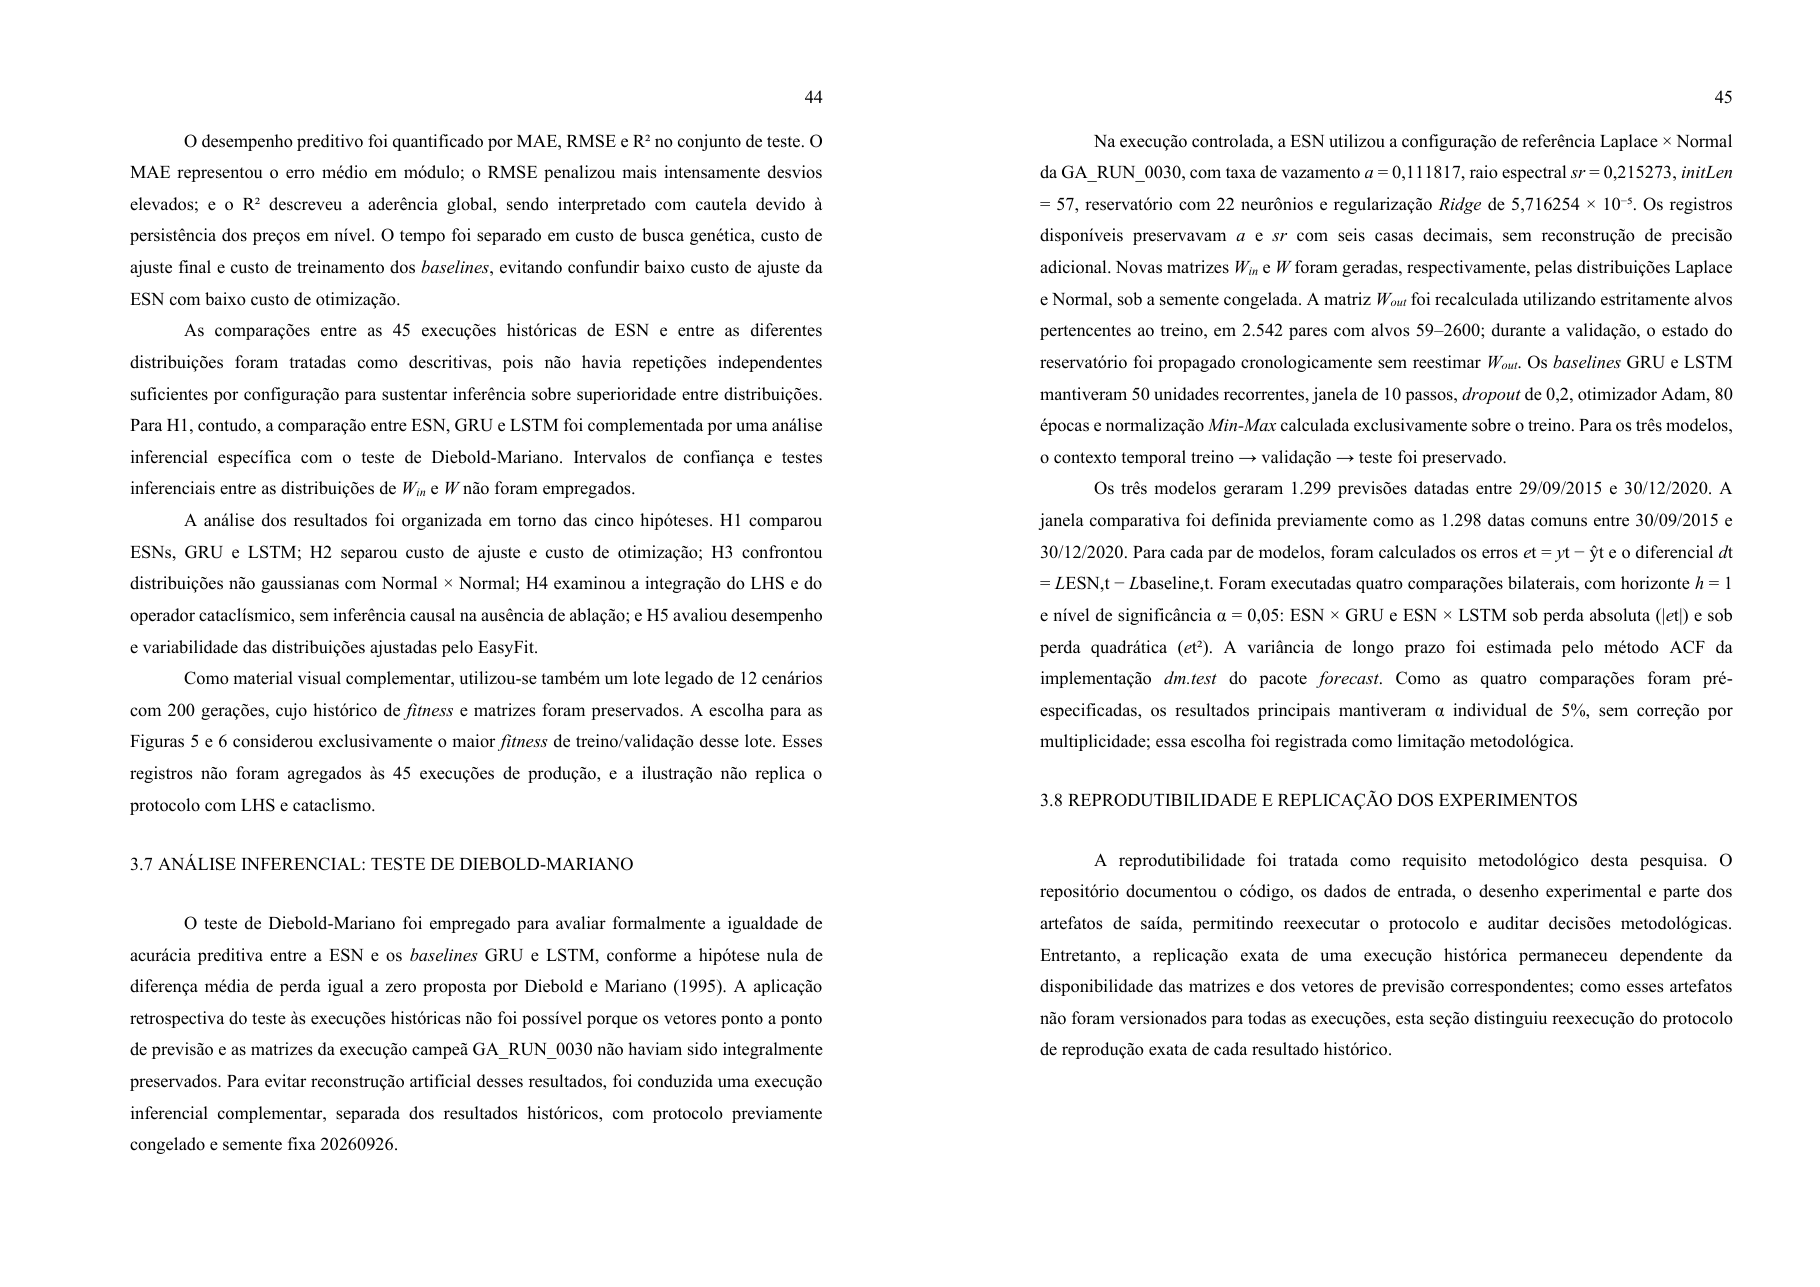 44
O desempenho preditivo foi quantificado por MAE, RMSE e R² no conjunto de teste. O
MAE representou o erro médio em módulo; o RMSE penalizou mais intensamente desvios
elevados; e o R² descreveu a aderência global, sendo interpretado com cautela devido à
persistência dos preços em nível. O tempo foi separado em custo de busca genética, custo de
ajuste final e custo de treinamento dos baselines, evitando confundir baixo custo de ajuste da
ESN com baixo custo de otimização.
As comparações entre as 45 execuções históricas de ESN e entre as diferentes
distribuições foram tratadas como descritivas, pois não havia repetições independentes
suficientes por configuração para sustentar inferência sobre superioridade entre distribuições.
Para H1, contudo, a comparação entre ESN, GRU e LSTM foi complementada por uma análise
inferencial específica com o teste de Diebold-Mariano. Intervalos de confiança e testes
inferenciais entre as distribuições de Win e W não foram empregados.
A análise dos resultados foi organizada em torno das cinco hipóteses. H1 comparou
ESNs, GRU e LSTM; H2 separou custo de ajuste e custo de otimização; H3 confrontou
distribuições não gaussianas com Normal × Normal; H4 examinou a integração do LHS e do
operador cataclísmico, sem inferência causal na ausência de ablação; e H5 avaliou desempenho
e variabilidade das distribuições ajustadas pelo EasyFit.
Como material visual complementar, utilizou-se também um lote legado de 12 cenários
com 200 gerações, cujo histórico de fitness e matrizes foram preservados. A escolha para as
Figuras 5 e 6 considerou exclusivamente o maior fitness de treino/validação desse lote. Esses
registros não foram agregados às 45 execuções de produção, e a ilustração não replica o
protocolo com LHS e cataclismo.
3.7 ANÁLISE INFERENCIAL: TESTE DE DIEBOLD-MARIANO
O teste de Diebold-Mariano foi empregado para avaliar formalmente a igualdade de
acurácia preditiva entre a ESN e os baselines GRU e LSTM, conforme a hipótese nula de
diferença média de perda igual a zero proposta por Diebold e Mariano (1995). A aplicação
retrospectiva do teste às execuções históricas não foi possível porque os vetores ponto a ponto
de previsão e as matrizes da execução campeã GA_RUN_0030 não haviam sido integralmente
preservados. Para evitar reconstrução artificial desses resultados, foi conduzida uma execução
inferencial complementar, separada dos resultados históricos, com protocolo previamente
congelado e semente fixa 20260926.
45
Na execução controlada, a ESN utilizou a configuração de referência Laplace × Normal
da GA_RUN_0030, com taxa de vazamento a = 0,111817, raio espectral sr = 0,215273, initLen
= 57, reservatório com 22 neurônios e regularização Ridge de 5,716254 × 10⁻⁵. Os registros
disponíveis preservavam a e sr com seis casas decimais, sem reconstrução de precisão
adicional. Novas matrizes Win e W foram geradas, respectivamente, pelas distribuições Laplace
e Normal, sob a semente congelada. A matriz Wout foi recalculada utilizando estritamente alvos
pertencentes ao treino, em 2.542 pares com alvos 59–2600; durante a validação, o estado do
reservatório foi propagado cronologicamente sem reestimar Wout. Os baselines GRU e LSTM
mantiveram 50 unidades recorrentes, janela de 10 passos, dropout de 0,2, otimizador Adam, 80
épocas e normalização Min-Max calculada exclusivamente sobre o treino. Para os três modelos,
o contexto temporal treino → validação → teste foi preservado.
Os três modelos geraram 1.299 previsões datadas entre 29/09/2015 e 30/12/2020. A
janela comparativa foi definida previamente como as 1.298 datas comuns entre 30/09/2015 e
30/12/2020. Para cada par de modelos, foram calculados os erros et = yt − ŷt e o diferencial dt
= LESN,t − Lbaseline,t. Foram executadas quatro comparações bilaterais, com horizonte h = 1
e nível de significância α = 0,05: ESN × GRU e ESN × LSTM sob perda absoluta (|et|) e sob
perda quadrática (et²). A variância de longo prazo foi estimada pelo método ACF da
implementação dm.test do pacote forecast. Como as quatro comparações foram pré-
especificadas, os resultados principais mantiveram α individual de 5%, sem correção por
multiplicidade; essa escolha foi registrada como limitação metodológica.
3.8 REPRODUTIBILIDADE E REPLICAÇÃO DOS EXPERIMENTOS
A reprodutibilidade foi tratada como requisito metodológico desta pesquisa. O
repositório documentou o código, os dados de entrada, o desenho experimental e parte dos
artefatos de saída, permitindo reexecutar o protocolo e auditar decisões metodológicas.
Entretanto, a replicação exata de uma execução histórica permaneceu dependente da
disponibilidade das matrizes e dos vetores de previsão correspondentes; como esses artefatos
não foram versionados para todas as execuções, esta seção distinguiu reexecução do protocolo
de reprodução exata de cada resultado histórico.